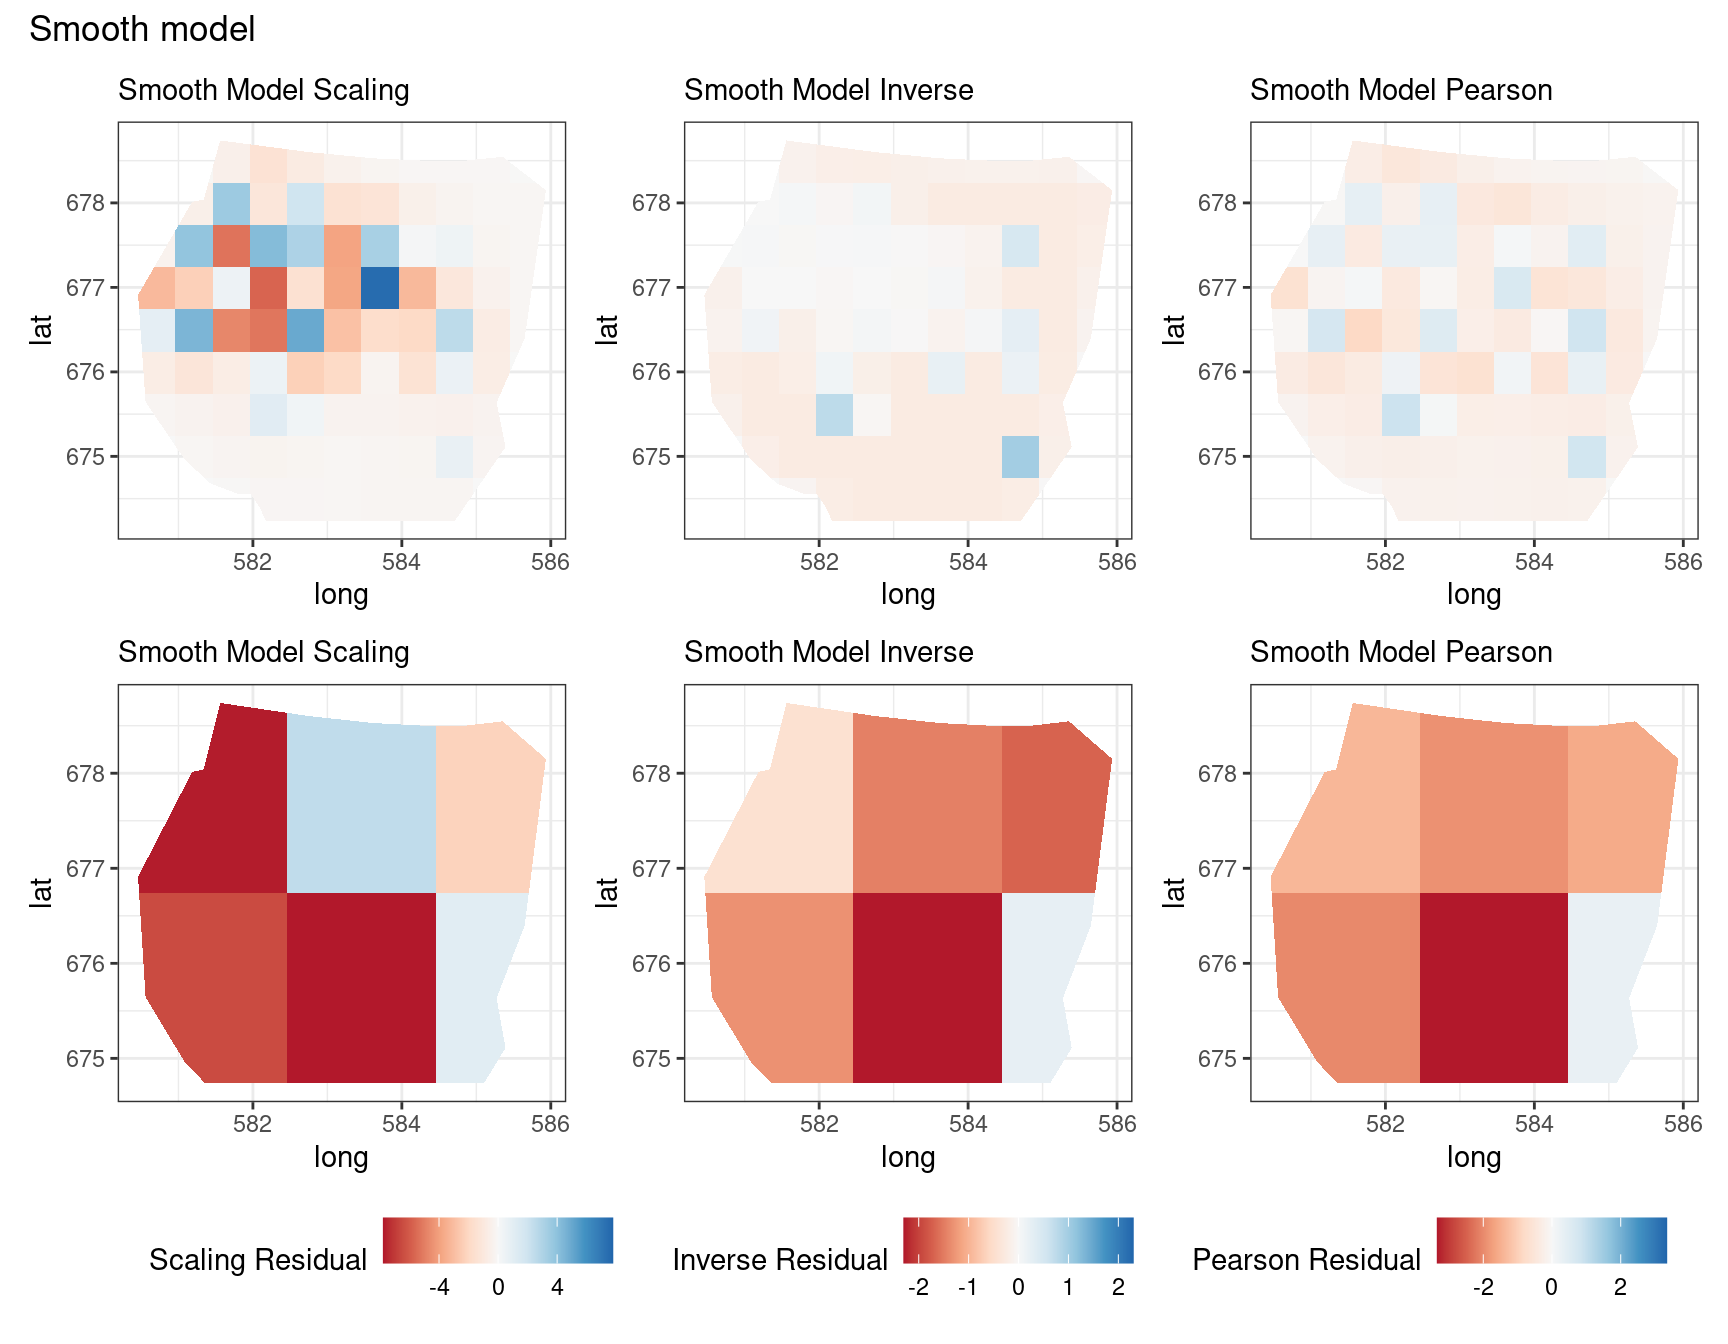 Smooth model
Smooth Model Scaling
Smooth Model Inverse
Smooth Model Pearson
678
677
676
675
lat
582
584
586
long
678
677
676
675
lat
582
584
586
long
678
677
676
675
lat
582
584
586
long
Smooth Model Scaling
Smooth Model Inverse
Smooth Model Pearson
678
677
676
675
lat
582
584
586
long
678
677
676
675
lat
582
584
586
long
678
677
676
675
lat
582
584
586
long
Scaling Residual
-4 0 4
Inverse Residual
-2 -1 0 1 2
Pearson Residual
-2 0 2